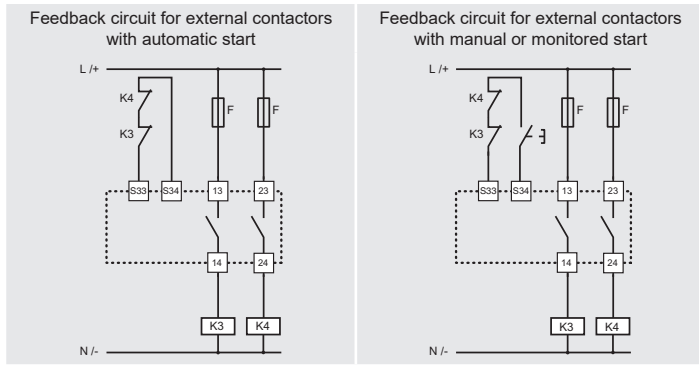 Feedback circuit for external contactors
with automatic start
L /+
K4
F
F
K3
S33
S34
13
23
14
24
K3
K4
N /-
Feedback circuit for external contactors
with manual or monitored start
L /+
K4
F
F
K3
S33
S34
13
23
14
24
K3
K4
N /-